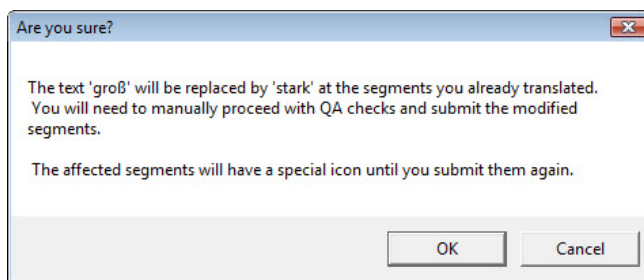 Are you sure?
The text 'groß' will be replaced by 'stark' at the segments you already translated.
You will need to manually proceed with QA checks and submit the modified
segments.
The affected segments will have a special icon until you submit them again.
OK
Cancel